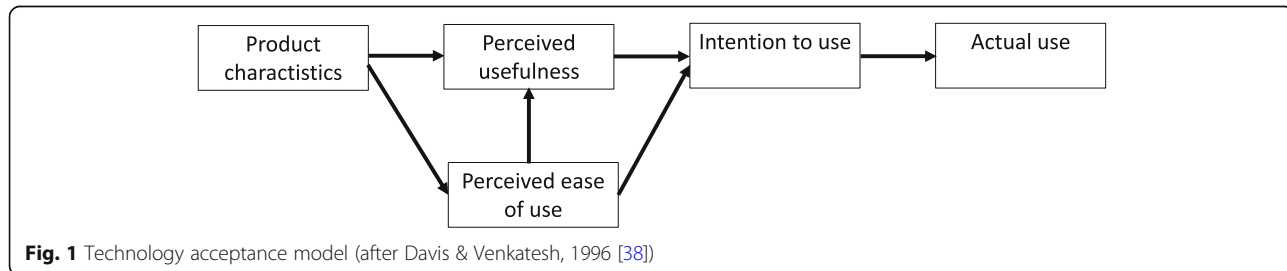 Product
charactistics
Perceived
usefulness
Intention to use
Actual use
Perceived ease
of use
Fig. 1 Technology acceptance model (after Davis & Venkatesh, 1996 [38])